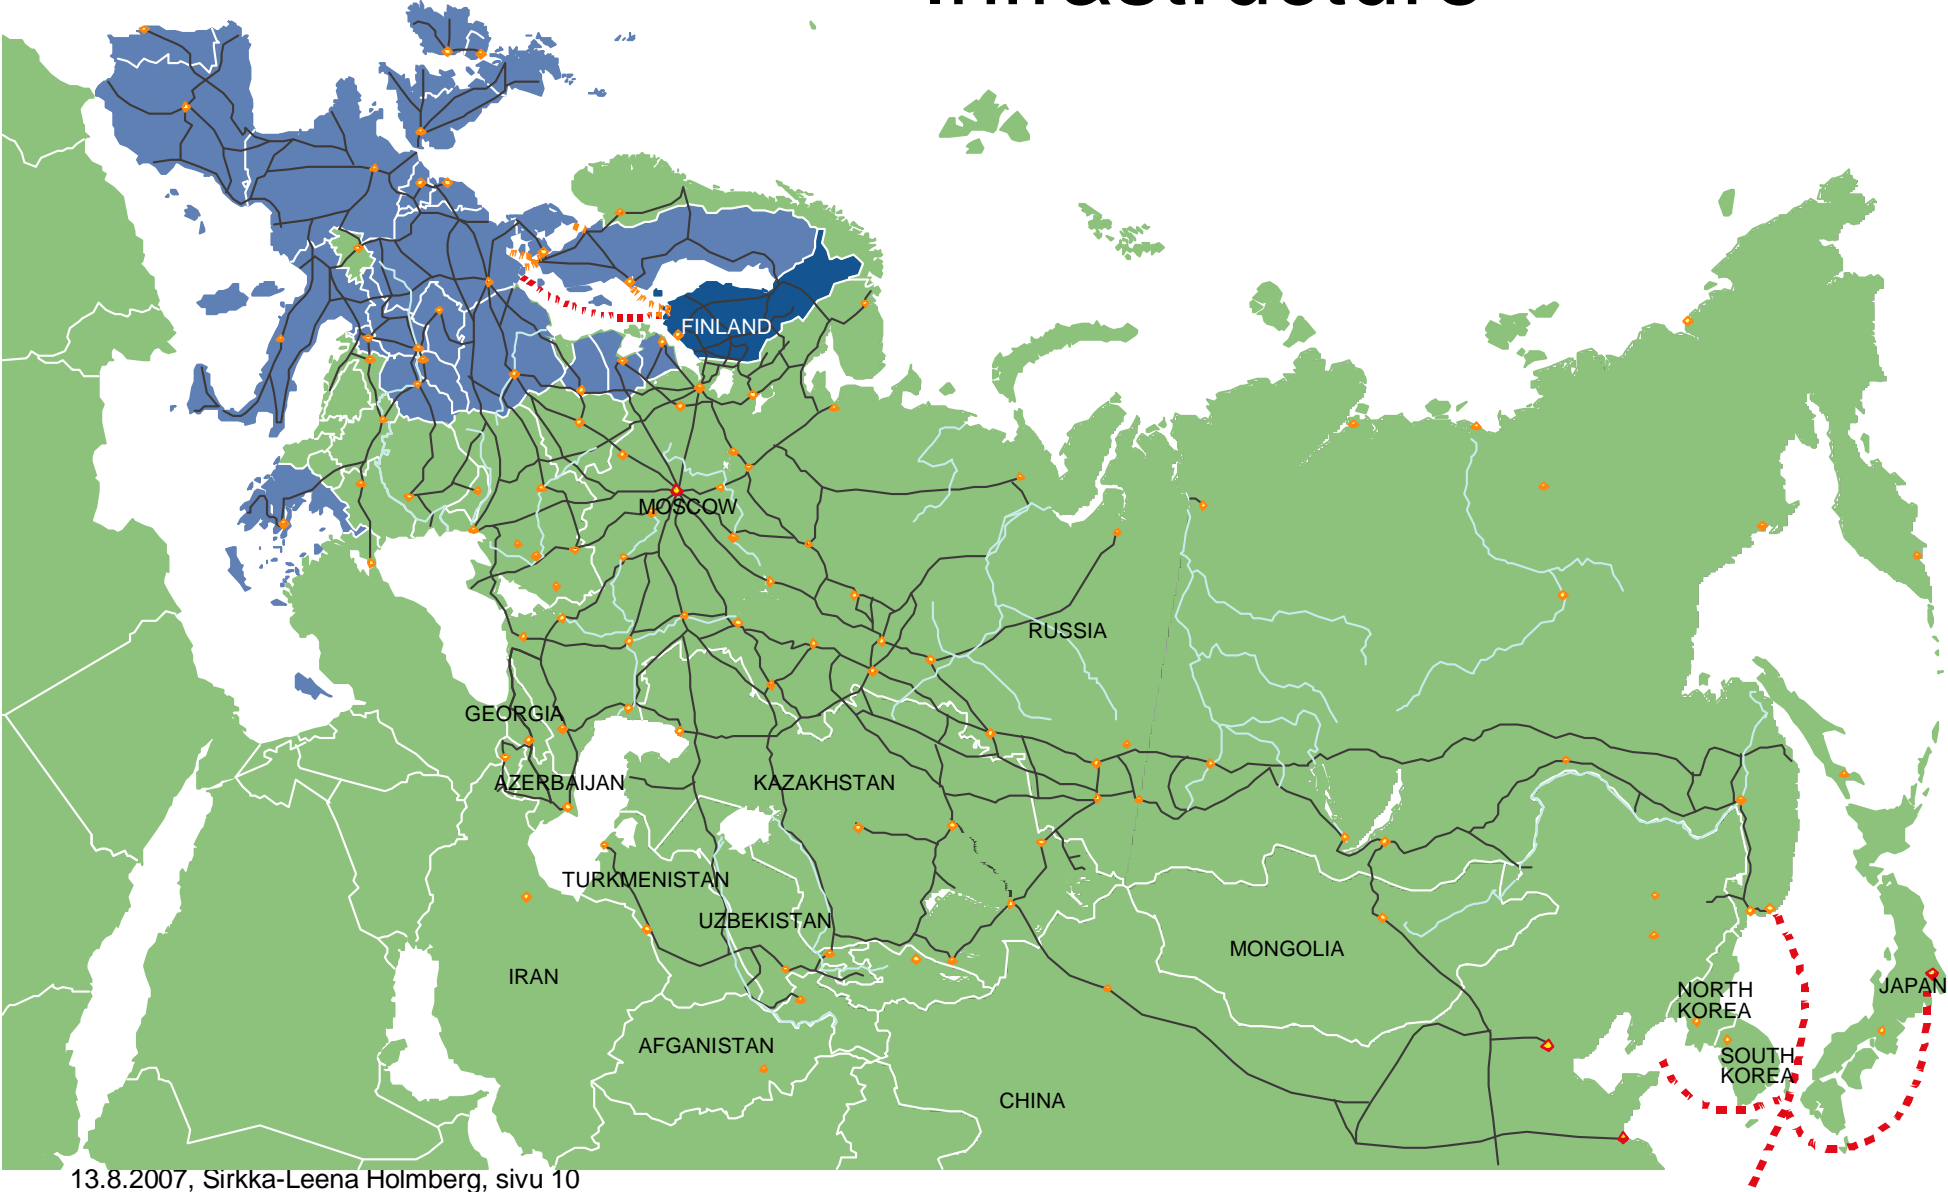 Infrastructure
FINLAND
MOSCOW
RUSSIA
GEORGIA
AZERBAIJAN
KAZAKHSTAN
TURKMENISTAN
UZBEKISTAN
MONGOLIA
IRAN
NORTH
KOREA
JAPAN
AFGANISTAN
SOUTH
KOREA
CHINA
13.8.2007, Sirkka-Leena Holmberg, sivu 10